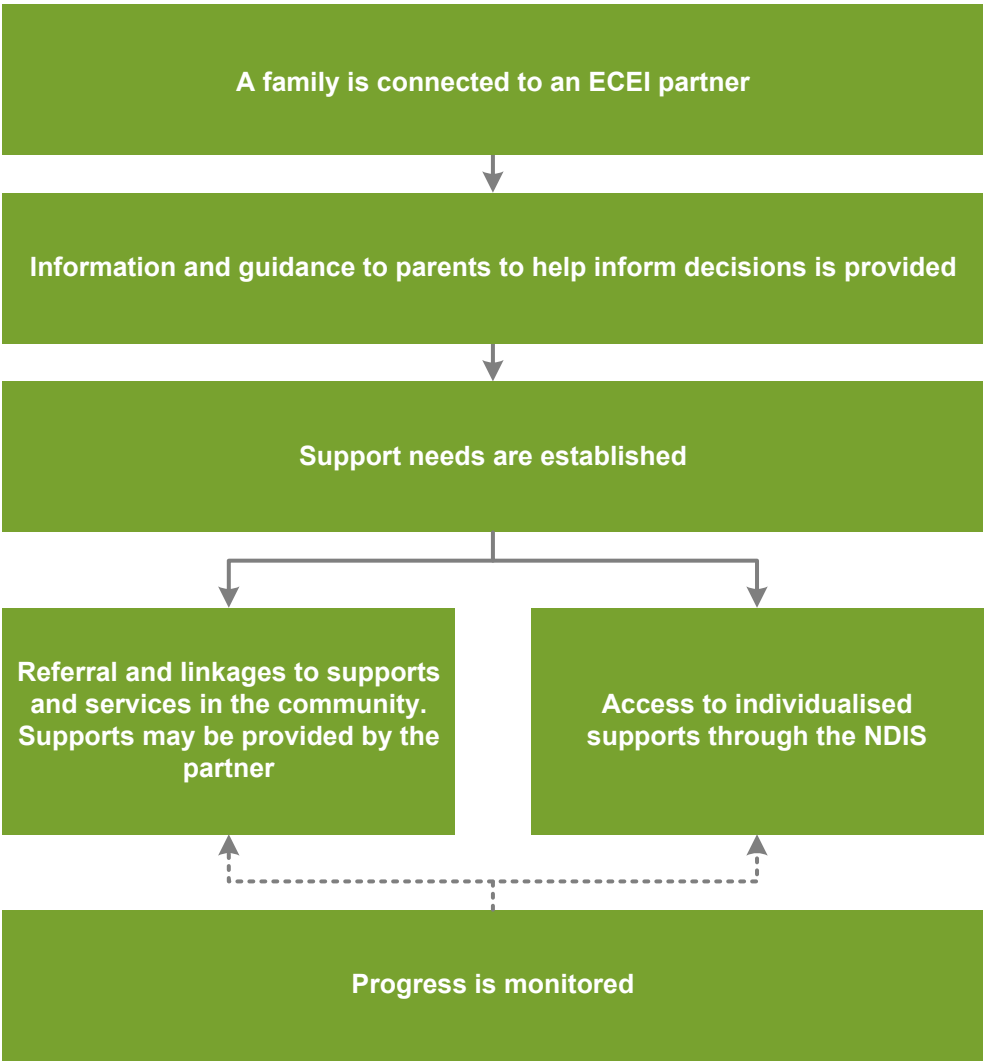 A family is connected to an ECEI partner
Information and guidance to parents to help inform decisions is provided
Support needs are established
Referral and linkages to supports
and services in the community.
Supports may be provided by the
partner
Access to individualised
supports through the NDIS
Progress is monitored